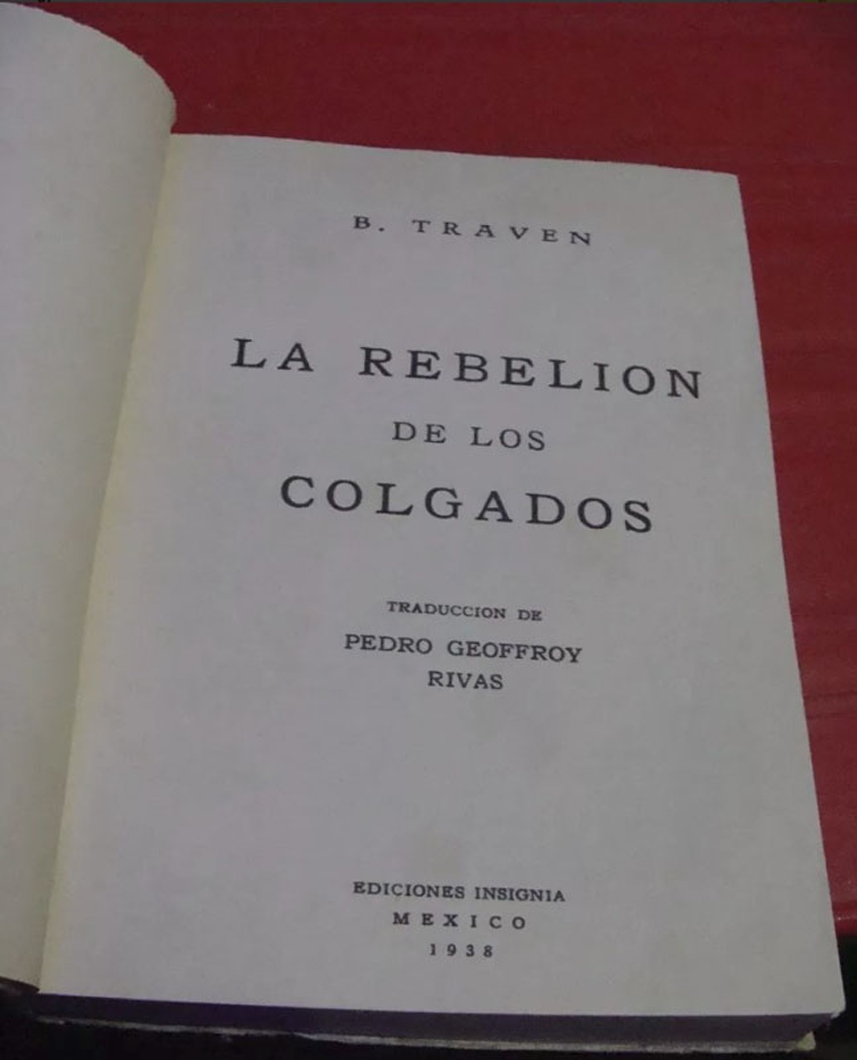 B. TRAVEN
LA REBELION
DE LOS
COLGADOS
TRADUCCION DE
PEDRO GEOFFROY
RIVAS
EDICIONES INSIGNIA
MEXICO
1938